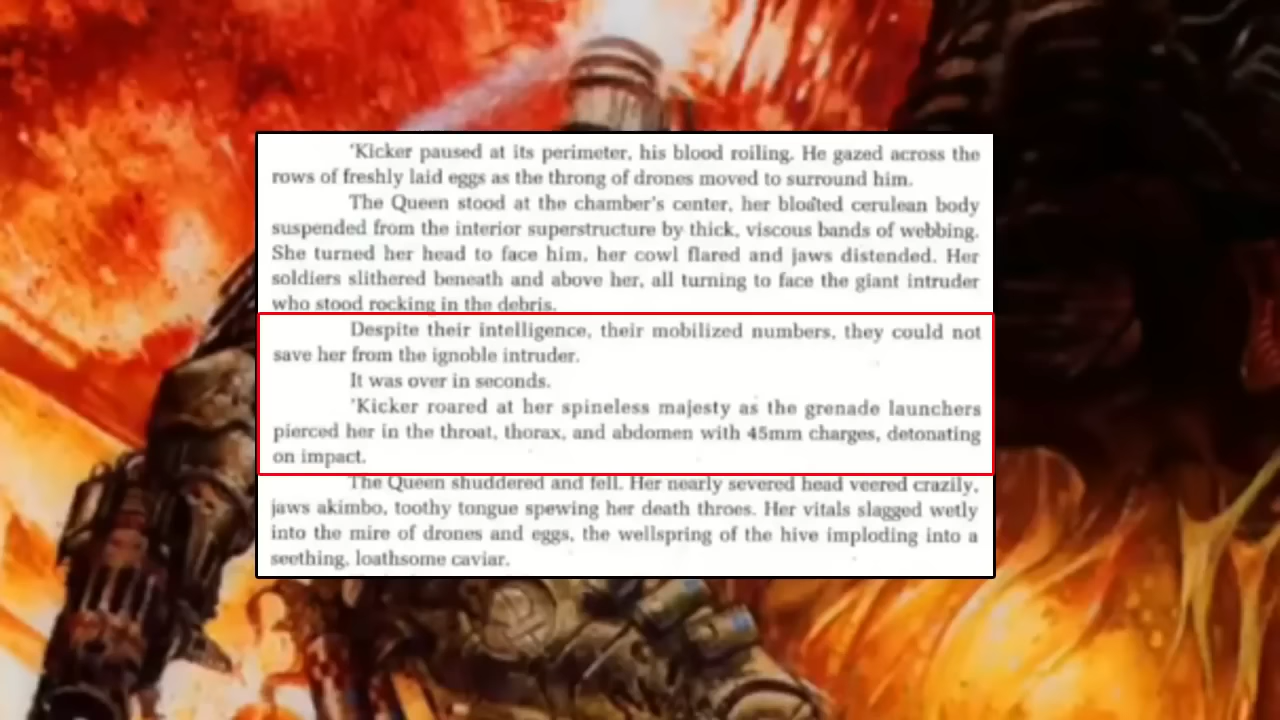 'Kicker paused at its perimeter, his blood roiling. He gazed across the
rows of freshly laid eggs as the throng of drones moved to surround him.
The Queen stood at the chamber's center, her bloated cerulean body
suspended from the interior superstructure by thick, viscous bands of webbing.
She turned her head to face him, her cowl flared and jaws distended. Her
soldiers slithered beneath and above her, all turning to face the giant intruder
who stood rocking in the debris.
Despite their intelligence, their mobilized numbers, they could not
save her from the ignoble intruder.
It was over in seconds.
'Kicker roared at her spineless majesty as the grenade launchers
pierced her in the throat, thorax, and abdomen with 45mm charges, detonating
on impact.
The Queen shuddered and fell. Her nearly severed head veered crazily,
jaws akimbo, toothy tongue spewing her death throes. Her vitals slagged wetly
into the mire of drones and eggs, the wellspring of the hive imploding into a
seething, loathsome caviar.